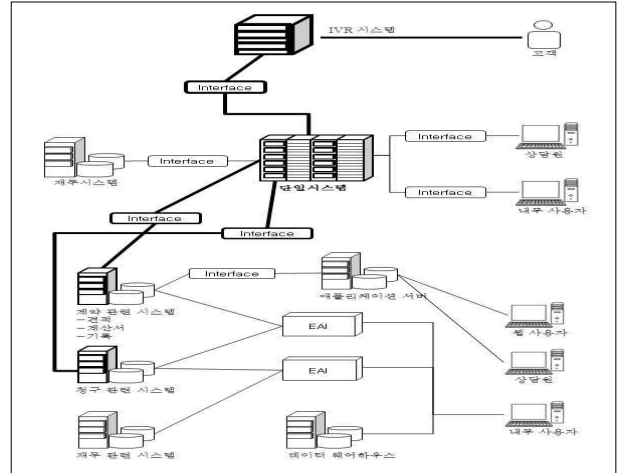 IVR 시스템
고객
Interface
Interface
Interface
상담원
재무시스템
단일시스템
Interface
내부 사용자
Interface
Interface
Interface
애플리케이션 서버
계약 관련 시스템
-견적
-계산서
-기록
EAI
웹 사용자
EAI
청구 관련 시스템
상담원
재무 관련 시스템
데이터 웨어하우스
내부 사용자